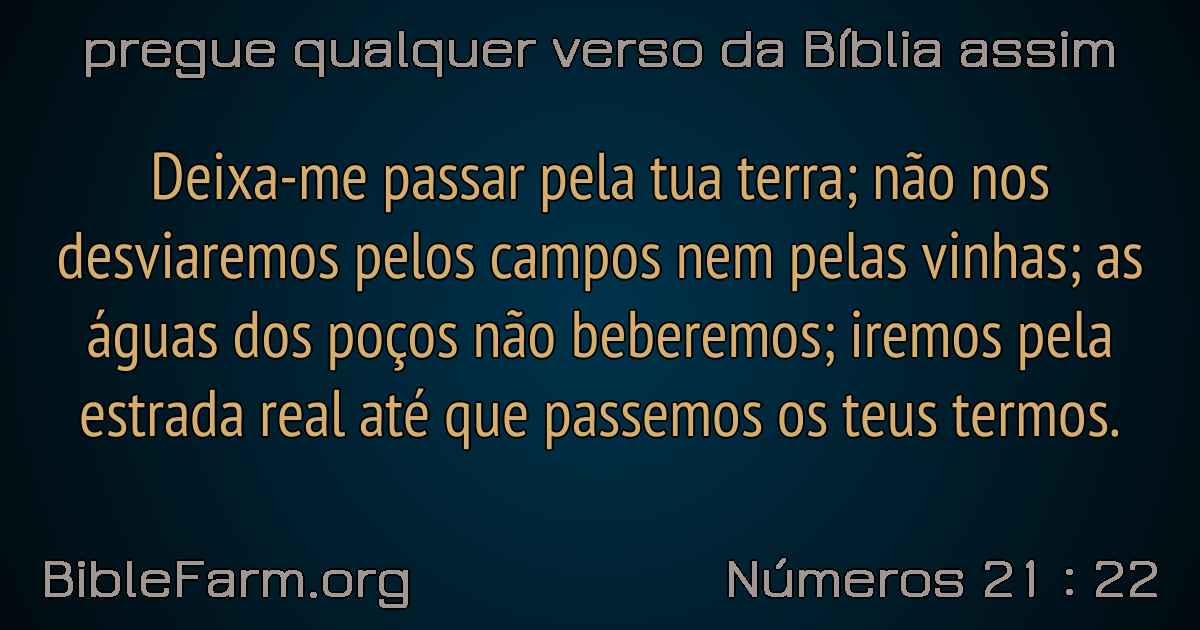 pregue qualquer verso da Bíblia assim
Deixa-me passar pela tua terra; não nos
desviaremos pelos campos nem pelas vinhas; as
águas dos poços não beberemos; iremos pela
estrada real até que passemos os teus termos.
BibleFarm.org
Números 21 : 22